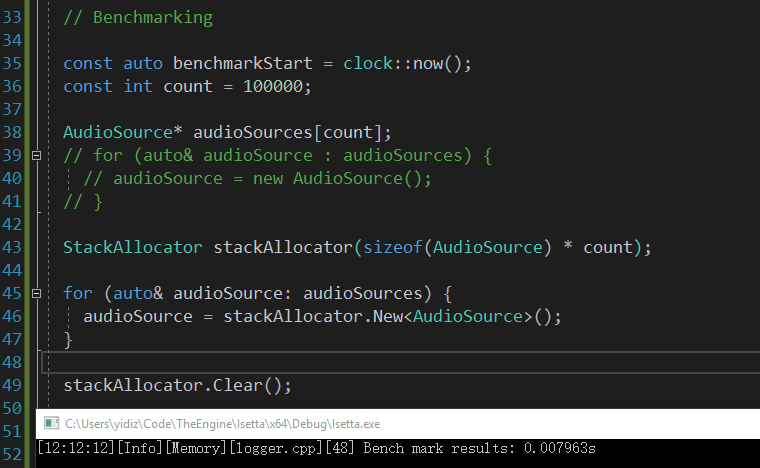 33 // Benchmarking
34
35 const auto benchmarkStart = clock::now();
36 const int count = 100000;
37
38 AudioSource* audioSources[count];
39 // for (auto& audioSource : audioSources) {
40 // audioSource = new AudioSource();
41 // }
42
43 StackAllocator stackAllocator(sizeof(AudioSource) * count);
44
45 for (auto& audioSource: audioSources) {
46 audioSource = stackAllocator.New<AudioSource>();
47 }
48
49 stackAllocator.Clear();
50
51 C:\Users\yidiz\Code\TheEngine\Isetta\x64\Debug\Isetta.exe
52 [12:12:12][Info][Memory][logger.cpp][48] Bench mark results: 0.007963s